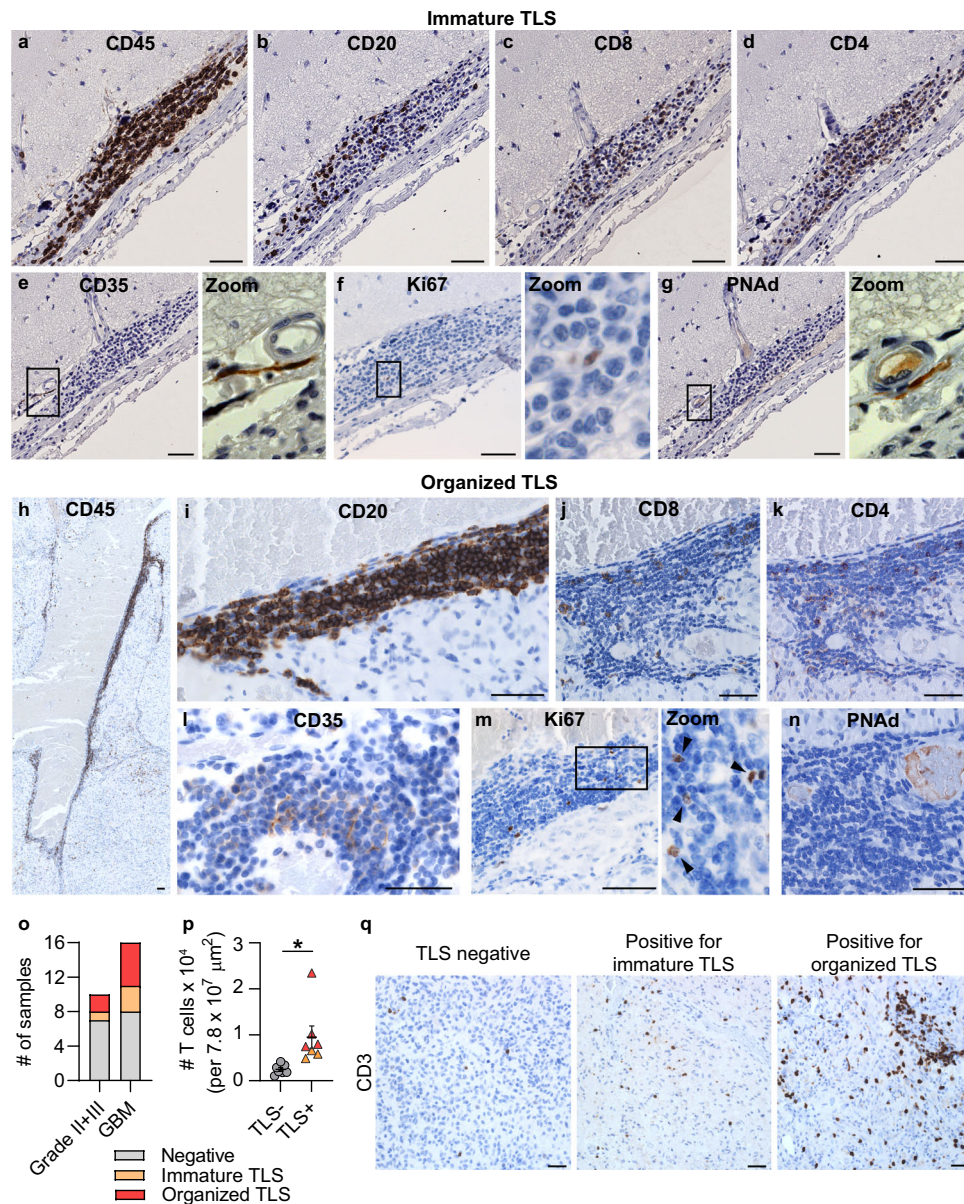 Immature TLS
a CD45
b CD20
c CD8
d CD4
e CD35
Zoom
f Ki67
Zoom
g PNAd
Zoom
Organized TLS
h CD45
i CD20
j CD8
k CD4
l CD35
m Ki67
Zoom
n PNAd
o
# of samples
16
12
8
4
0
Grade II+III
GBM
Negative
Immature TLS
Organized TLS
p
# T cells x 10⁴
(per 7.8 x 10⁷ µm²)
3
2
1
0
*
TLS-
TLS+
q
TLS negative
Positive for
immature TLS
Positive for
organized TLS
CD3